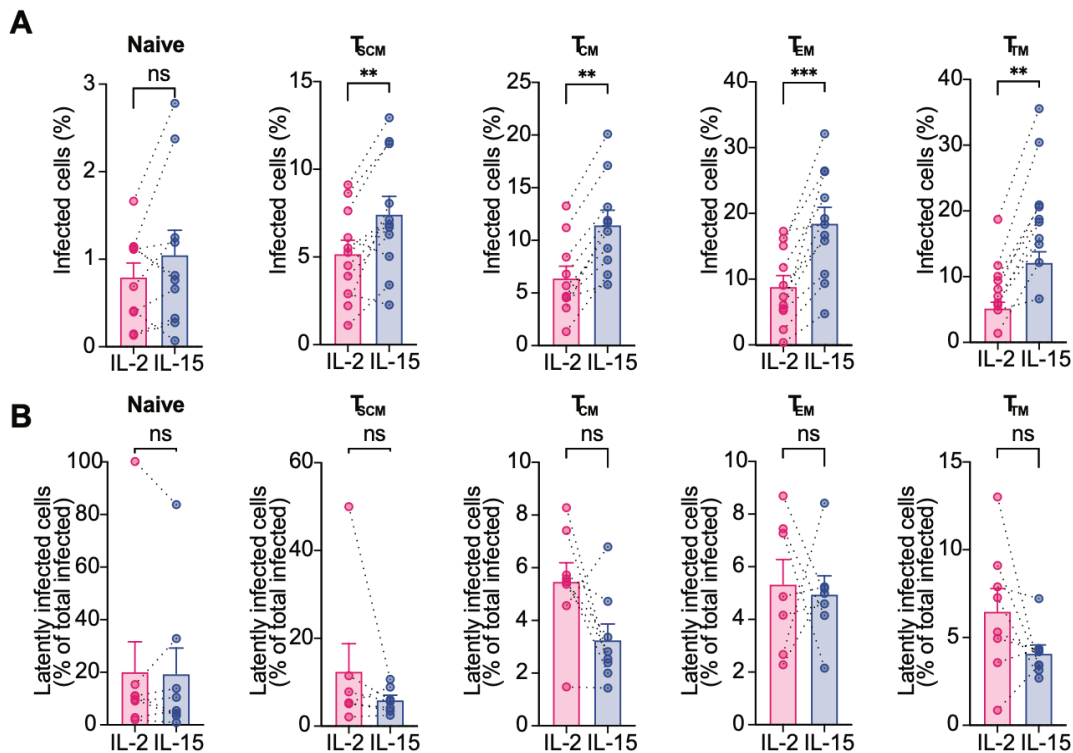 A
Naive
TSCM
TCM
TEM
TTM
ns
**
**
***
**
Infected cells (%)
3
2
1
0
IL-2 IL-15
Infected cells (%)
15
10
5
0
IL-2 IL-15
Infected cells (%)
25
20
15
10
5
0
IL-2 IL-15
Infected cells (%)
40
30
20
10
0
IL-2 IL-15
Infected cells (%)
40
30
20
10
0
IL-2 IL-15
B
Naive
TSCM
TCM
TEM
TTM
ns
ns
ns
ns
ns
Latently infected cells
(% of total infected)
100
80
60
40
20
0
IL-2 IL-15
Latently infected cells
(% of total infected)
60
40
20
0
IL-2 IL-15
Latently infected cells
(% of total infected)
10
8
6
4
2
0
IL-2 IL-15
Latently infected cells
(% of total infected)
10
8
6
4
2
0
IL-2 IL-15
Latently infected cells
(% of total infected)
15
10
5
0
IL-2 IL-15